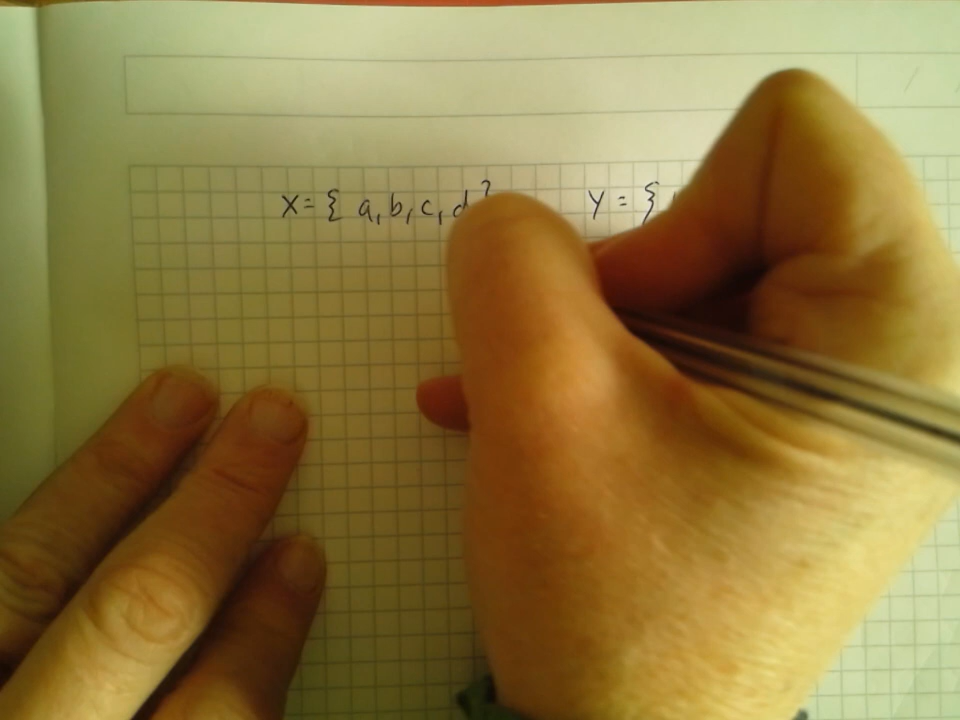 X = { a, b, c, d } Y = {